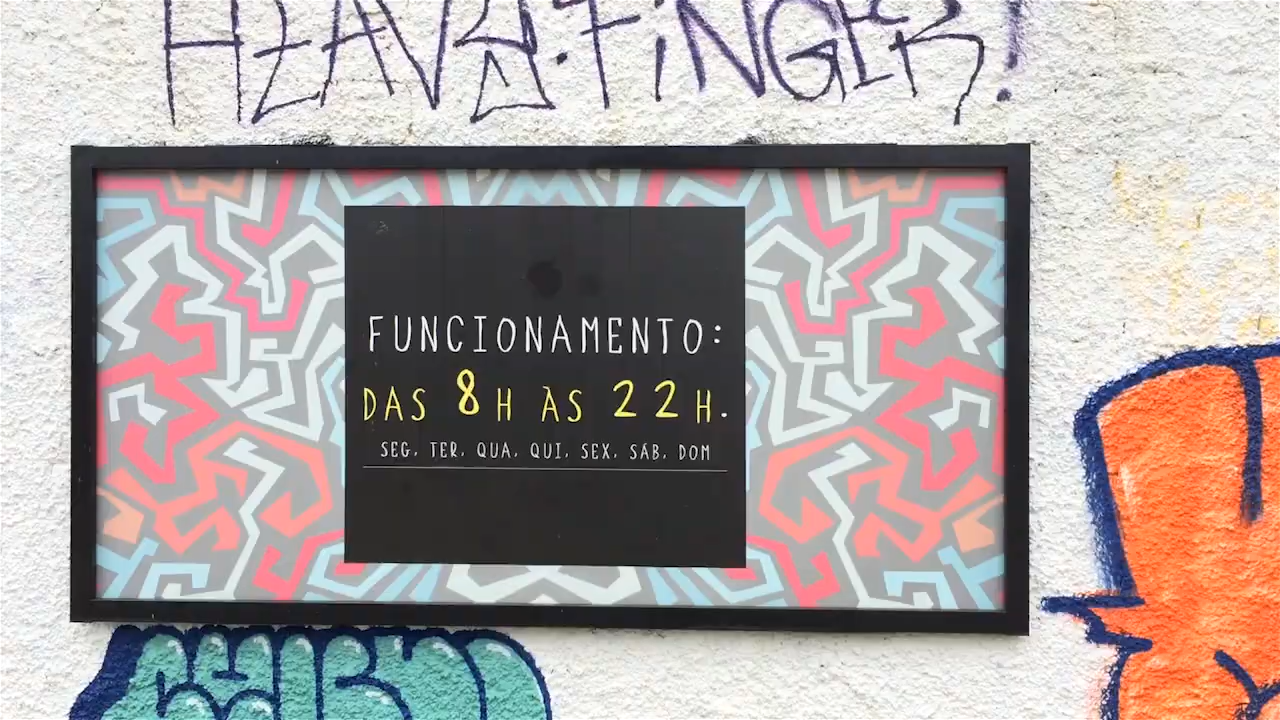 HEAVY.FiNGER!
FUNCIONAMENTO:
DAS 8H ÀS 22H.
SEG, TER, QUA, QUI, SEX, SÁB, DOM